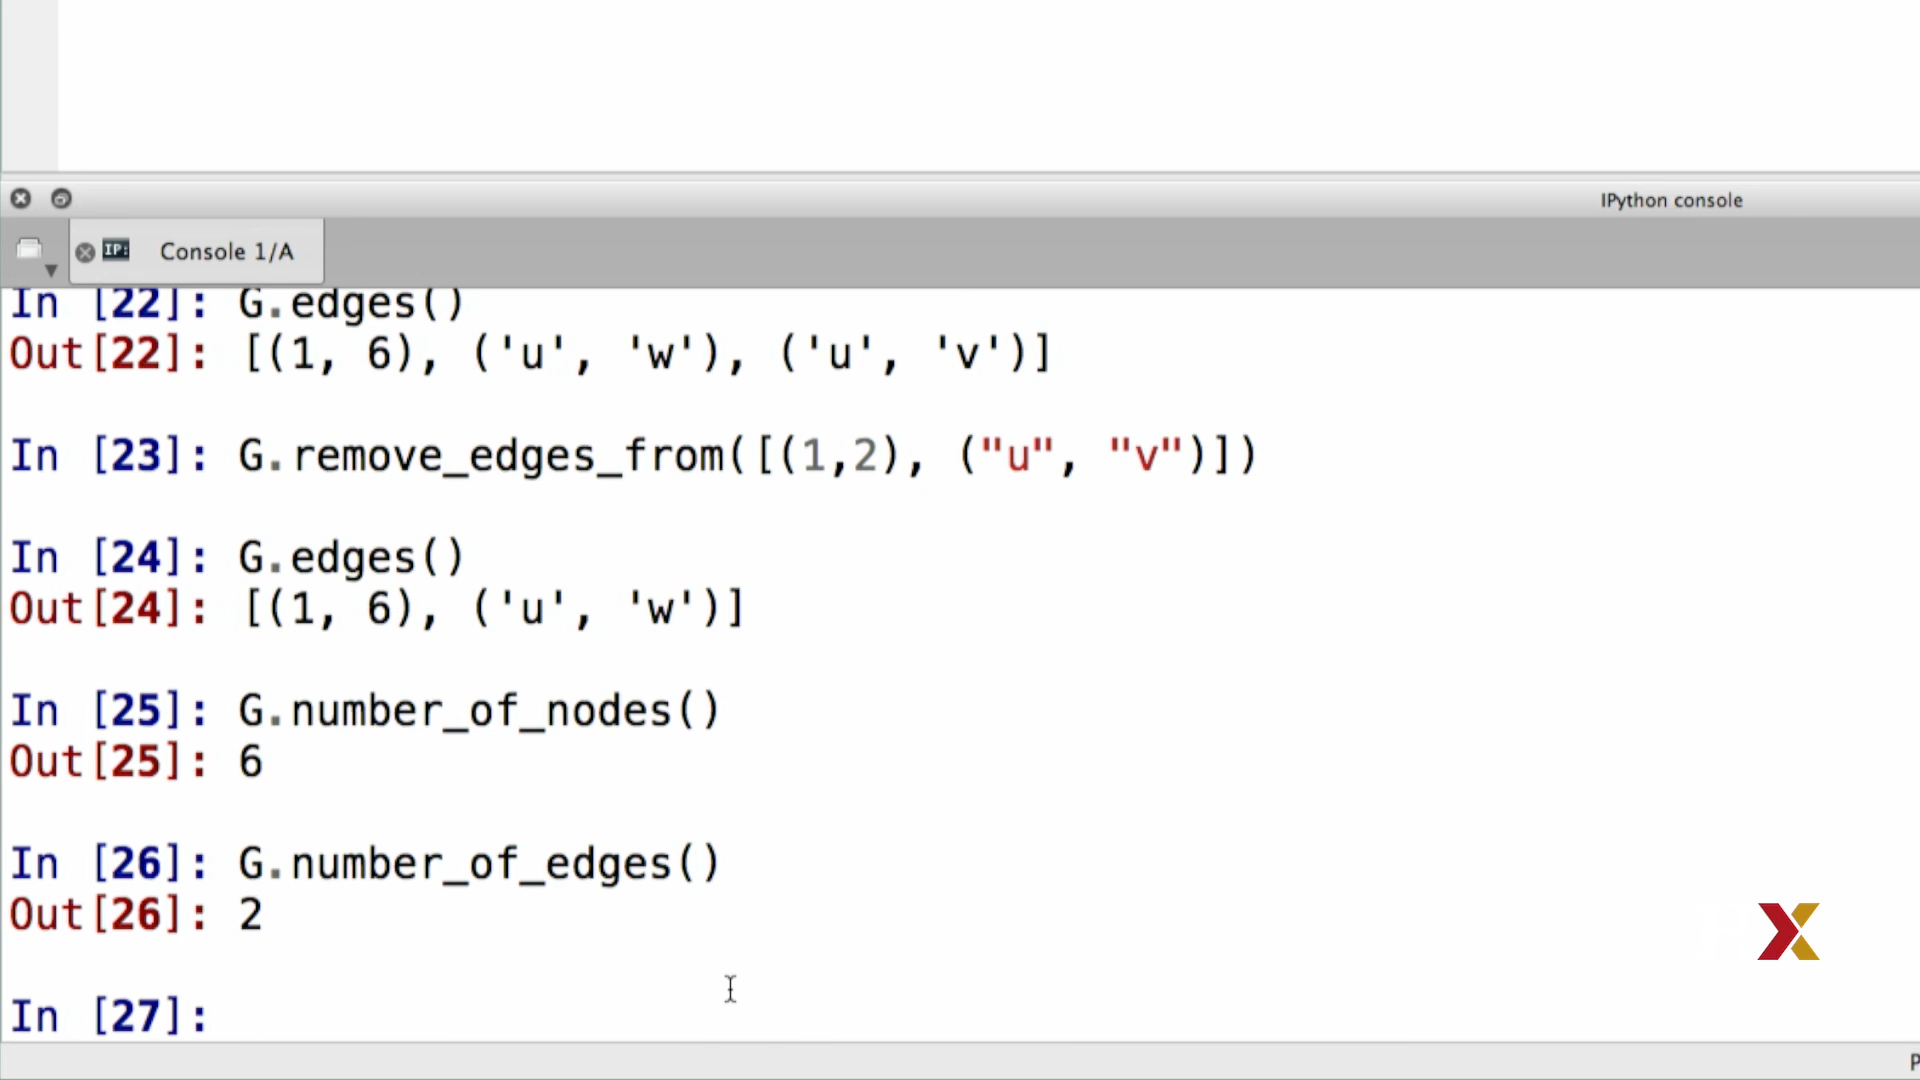 IPython console
IP: Console 1/A
In [22]: G.edges()
Out[22]: [(1, 6), ('u', 'w'), ('u', 'v')]
In [23]: G.remove_edges_from([(1,2), ("u", "v")])
In [24]: G.edges()
Out[24]: [(1, 6), ('u', 'w')]
In [25]: G.number_of_nodes()
Out[25]: 6
In [26]: G.number_of_edges()
Out[26]: 2
In [27]:
X